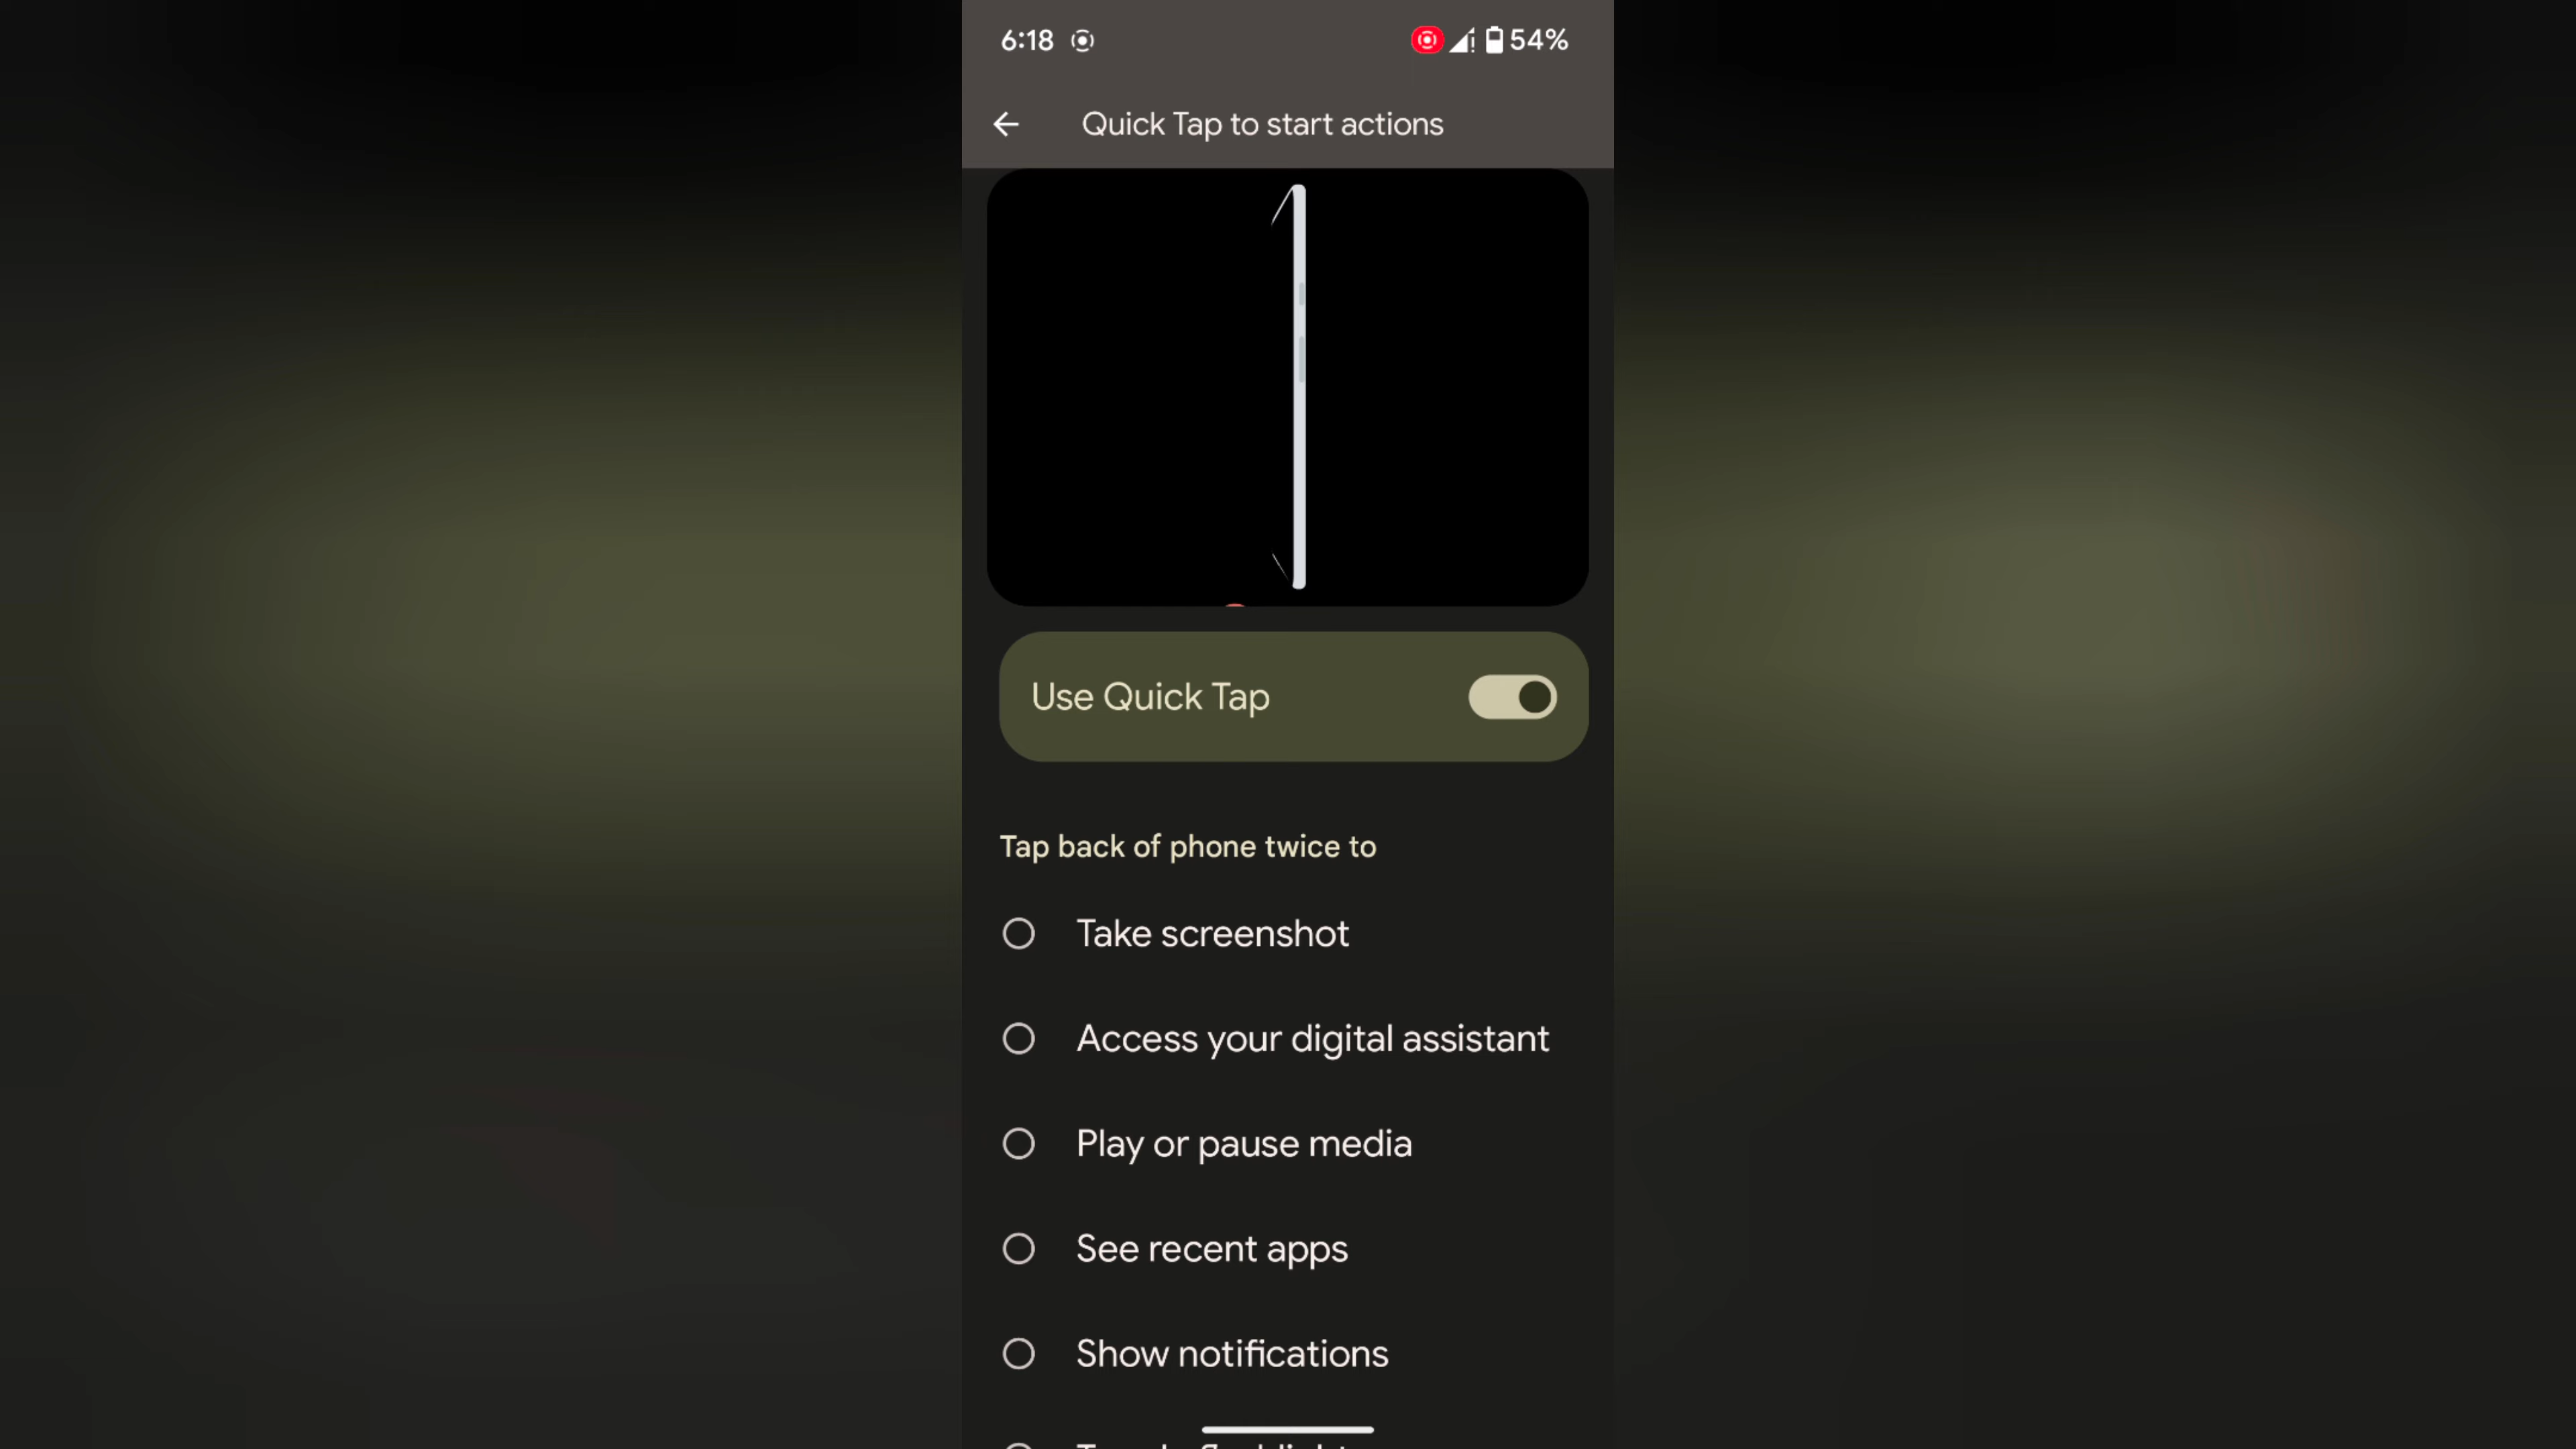 6:18
54%
Quick Tap to start actions
Use Quick Tap
Tap back of phone twice to
Take screenshot
Access your digital assistant
Play or pause media
See recent apps
Show notifications